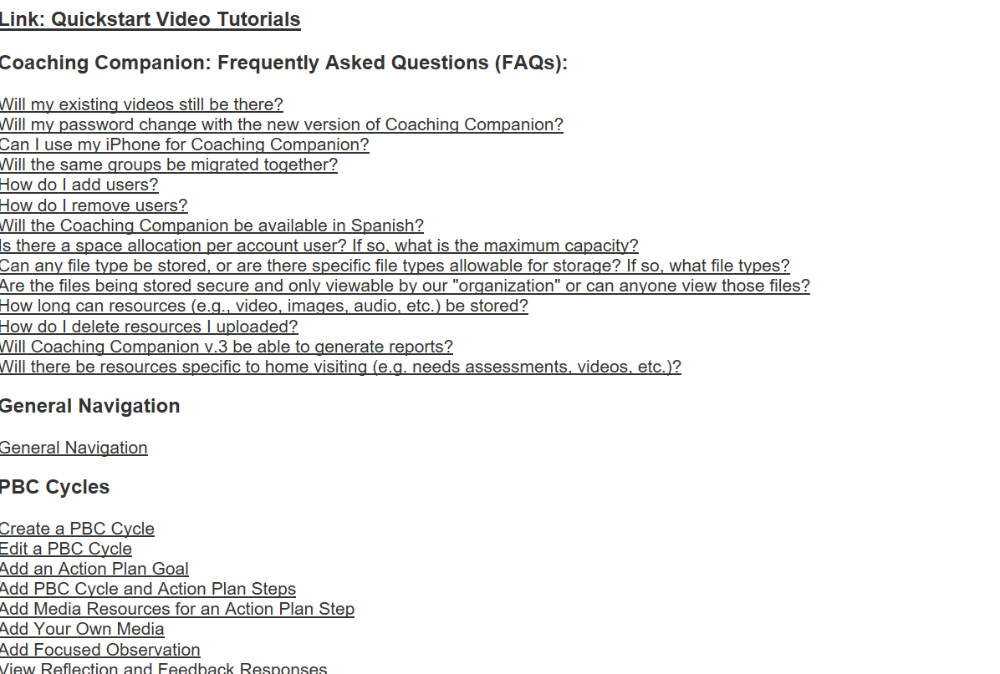 Link: Quickstart Video Tutorials
Coaching Companion: Frequently Asked Questions (FAQs):
Will my existing videos still be there?
Will my password change with the new version of Coaching Companion?
Can I use my iPhone for Coaching Companion?
Will the same groups be migrated together?
How do I add users?
How do I remove users?
Will the Coaching Companion be available in Spanish?
Is there a space allocation per account user? If so, what is the maximum capacity?
Can any file type be stored, or are there specific file types allowable for storage? If so, what file types?
Are the files being stored secure and only viewable by our "organization" or can anyone view those files?
How long can resources (e.g., video, images, audio, etc.) be stored?
How do I delete resources I uploaded?
Will Coaching Companion v.3 be able to generate reports?
Will there be resources specific to home visiting (e.g. needs assessments, videos, etc.)?
General Navigation
General Navigation
PBC Cycles
Create a PBC Cycle
Edit a PBC Cycle
Add an Action Plan Goal
Add PBC Cycle and Action Plan Steps
Add Media Resources for an Action Plan Step
Add Your Own Media
Add Focused Observation
View Reflection and Feedback Responses